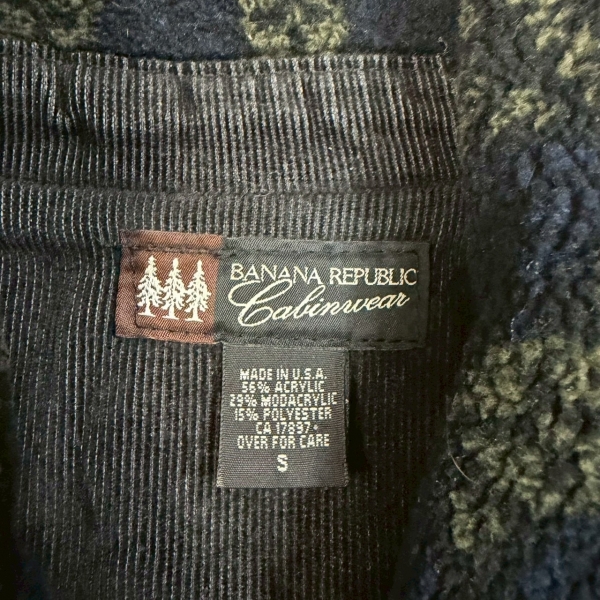 BANANA REPUBLIC
Cabinwear
MADE IN U.S.A.
56% ACRYLIC
29% MODACRYLIC
15% POLYESTER
CA 17897•
OVER FOR CARE
S